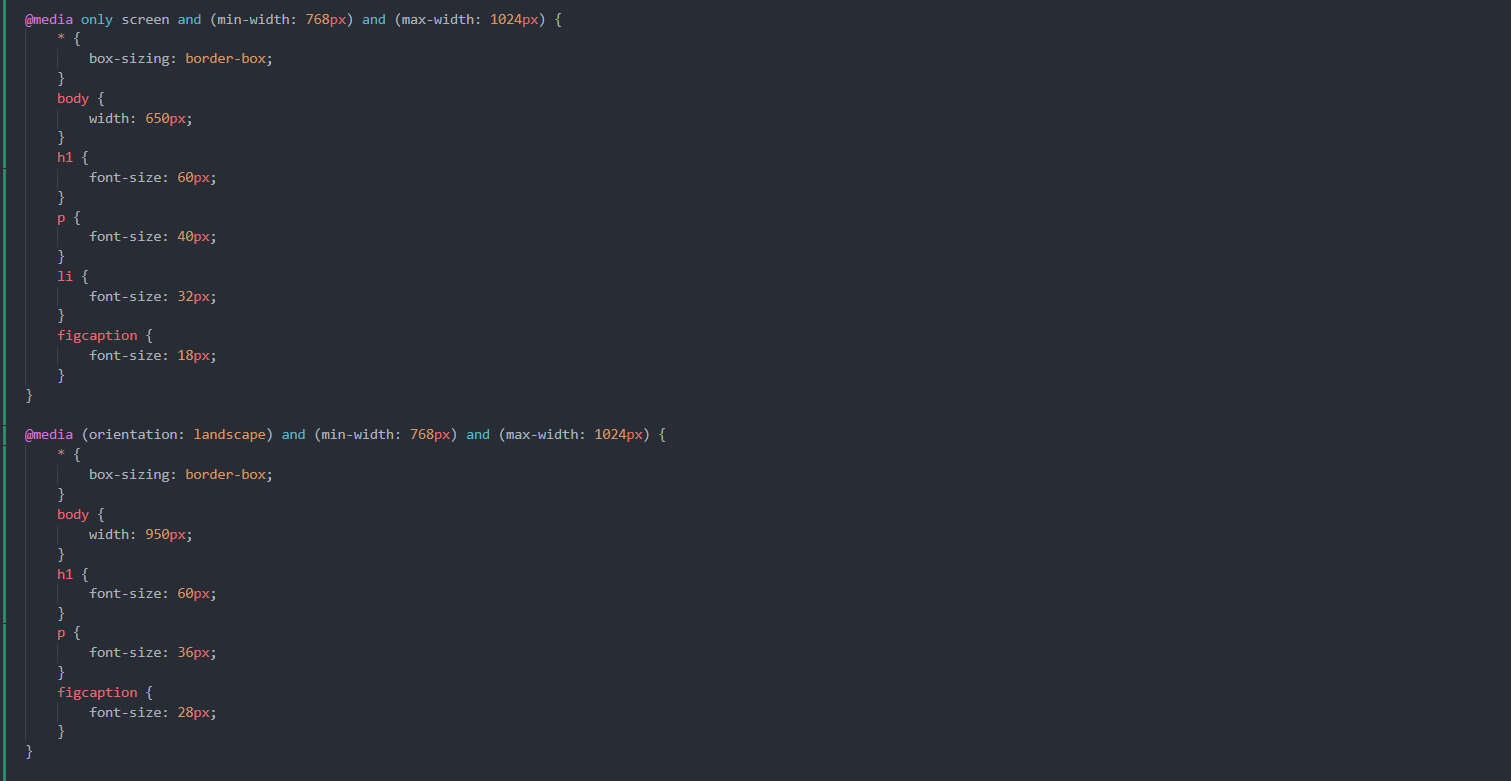 @media only screen and (min-width: 768px) and (max-width: 1024px) {
    * {
        box-sizing: border-box;
    }
    body {
        width: 650px;
    }
    h1 {
        font-size: 60px;
    }
    p {
        font-size: 40px;
    }
    li {
        font-size: 32px;
    }
    figcaption {
        font-size: 18px;
    }
}

@media (orientation: landscape) and (min-width: 768px) and (max-width: 1024px) {
    * {
        box-sizing: border-box;
    }
    body {
        width: 950px;
    }
    h1 {
        font-size: 60px;
    }
    p {
        font-size: 36px;
    }
    figcaption {
        font-size: 28px;
    }
}